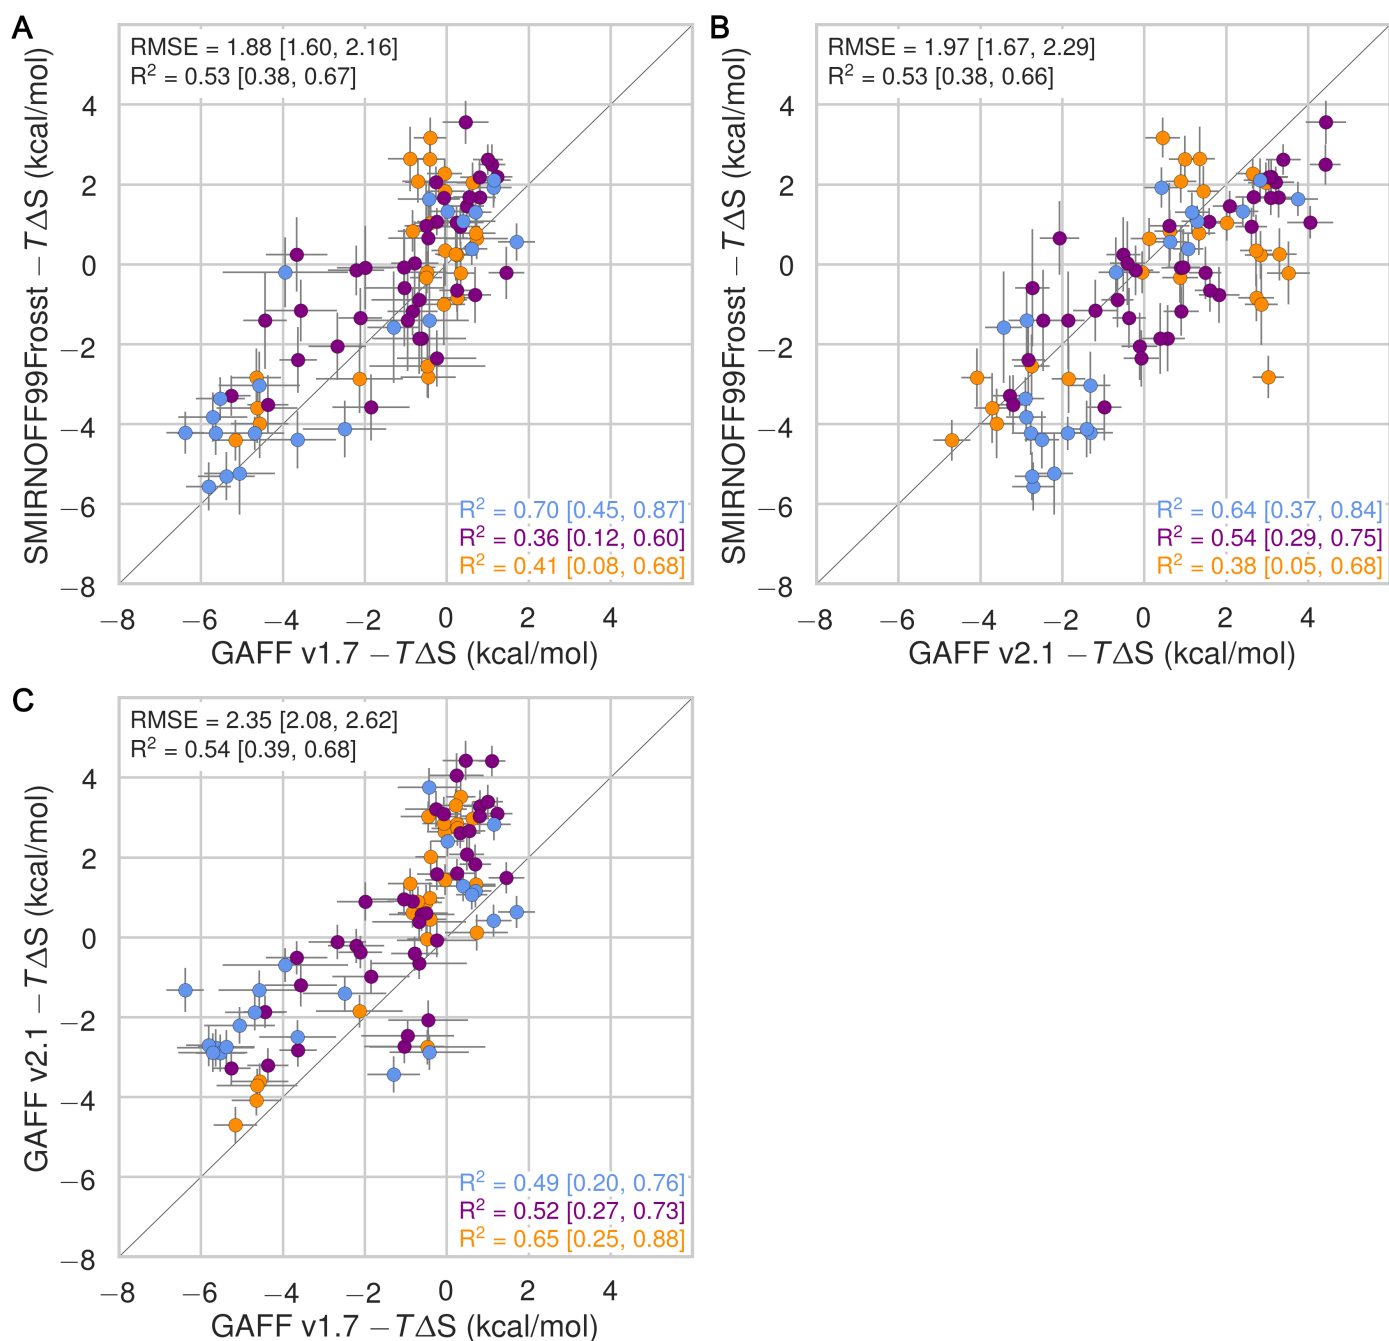 A
RMSE = 1.88 [1.60, 2.16]
R² = 0.53 [0.38, 0.67]
SMIRNOFF99Frosst − TΔS (kcal/mol)
4
2
0
−2
−4
−6
−8
R² = 0.70 [0.45, 0.87]
R² = 0.36 [0.12, 0.60]
R² = 0.41 [0.08, 0.68]
−8 −6 −4 −2 0 2 4
GAFF v1.7 −TΔS (kcal/mol)
B
RMSE = 1.97 [1.67, 2.29]
R² = 0.53 [0.38, 0.66]
SMIRNOFF99Frosst − TΔS (kcal/mol)
4
2
0
−2
−4
−6
−8
R² = 0.64 [0.37, 0.84]
R² = 0.54 [0.29, 0.75]
R² = 0.38 [0.05, 0.68]
−8 −6 −4 −2 0 2 4
GAFF v2.1 −TΔS (kcal/mol)
C
RMSE = 2.35 [2.08, 2.62]
R² = 0.54 [0.39, 0.68]
GAFF v2.1 −TΔS (kcal/mol)
4
2
0
−2
−4
−6
−8
R² = 0.49 [0.20, 0.76]
R² = 0.52 [0.27, 0.73]
R² = 0.65 [0.25, 0.88]
−8 −6 −4 −2 0 2 4
GAFF v1.7 −TΔS (kcal/mol)